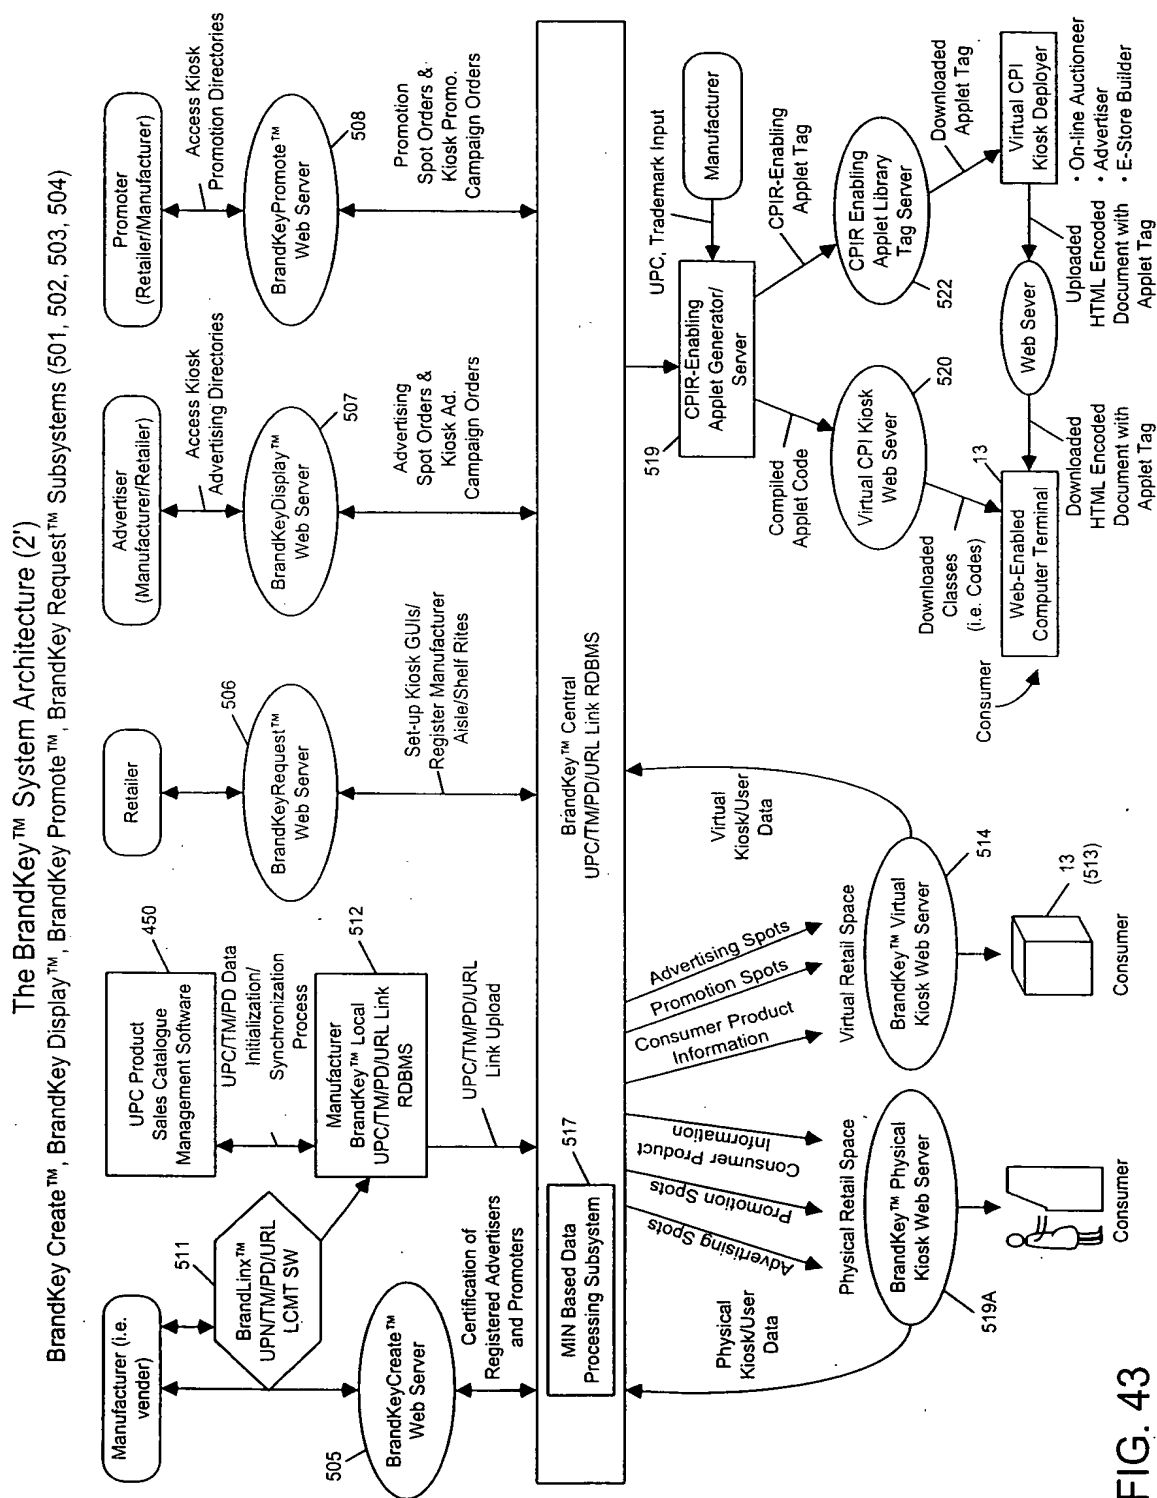 The BrandKey™ System Architecture (2')
BrandKey Create™, BrandKey Display™, BrandKey Promote™, BrandKey Request™ Subsystems (501, 502, 503, 504)
Manufacturer (i.e.
vender)
511
BrandLinx™
UPN/TM/PD/URL
LCMT SW
505
BrandKeyCreate™
Web Server
Certification of
Registered Advertisers
and Promoters
UPC Product
Sales Catalogue
Management Software
450
UPC/TM/PD Data
Initialization/
Synchronization
Process
512
Manufacturer
BrandKey™ Local
UPC/TM/PD/URL Link
RDBMS
UPC/TM/PD/URL
Link Upload
Retailer
506
BrandKeyRequest™
Web Server
Set-up Kiosk GUIs/
Register Manufacturer
Aisle/Shelf Rites
Advertiser
(Manufacturer/Retailer)
Access Kiosk
Advertising Directories
BrandKeyDisplay™
Web Server
507
Advertising
Spot Orders &
Kiosk Ad.
Campaign Orders
Promoter
(Retailer/Manufacturer)
Access Kiosk
Promotion Directories
BrandKeyPromote™
Web Server
508
Promotion
Spot Orders &
Kiosk Promo.
Campaign Orders
MIN Based Data
Processing Subsystem
517
BrandKey™ Central
UPC/TM/PD/URL Link RDBMS
Physical
Kiosk/User
Data
Advertising Spots
Promotion Spots
Consumer Product
Information
Physical Retail Space
BrandKey™ Physical
Kiosk Web Server
519A
Consumer
Advertising Spots
Promotion Spots
Consumer Product
Information
Virtual Retail Space
BrandKey™ Virtual
Kiosk Web Server
514
13
(513)
Consumer
Virtual
Kiosk/User
Data
UPC, Trademark Input
Manufacturer
519
CPIR-Enabling
Applet Generator/
Server
Compiled
Applet Code
CPIR-Enabling
Applet Tag
Virtual CPI Kiosk
Web Sever
520
CPIR Enabling
Applet Library
Tag Server
522
Downloaded
Classes
(i.e. Codes)
Downloaded
Applet Tag
13
Consumer
Web-Enabled
Computer Terminal
Web Sever
Virtual CPI
Kiosk Deployer
Downloaded
HTML Encoded
Document with
Applet Tag
Uploaded
HTML Encoded
Document with
Applet Tag
• On-line Auctioneer
• Advertiser
• E-Store Builder
FIG. 43